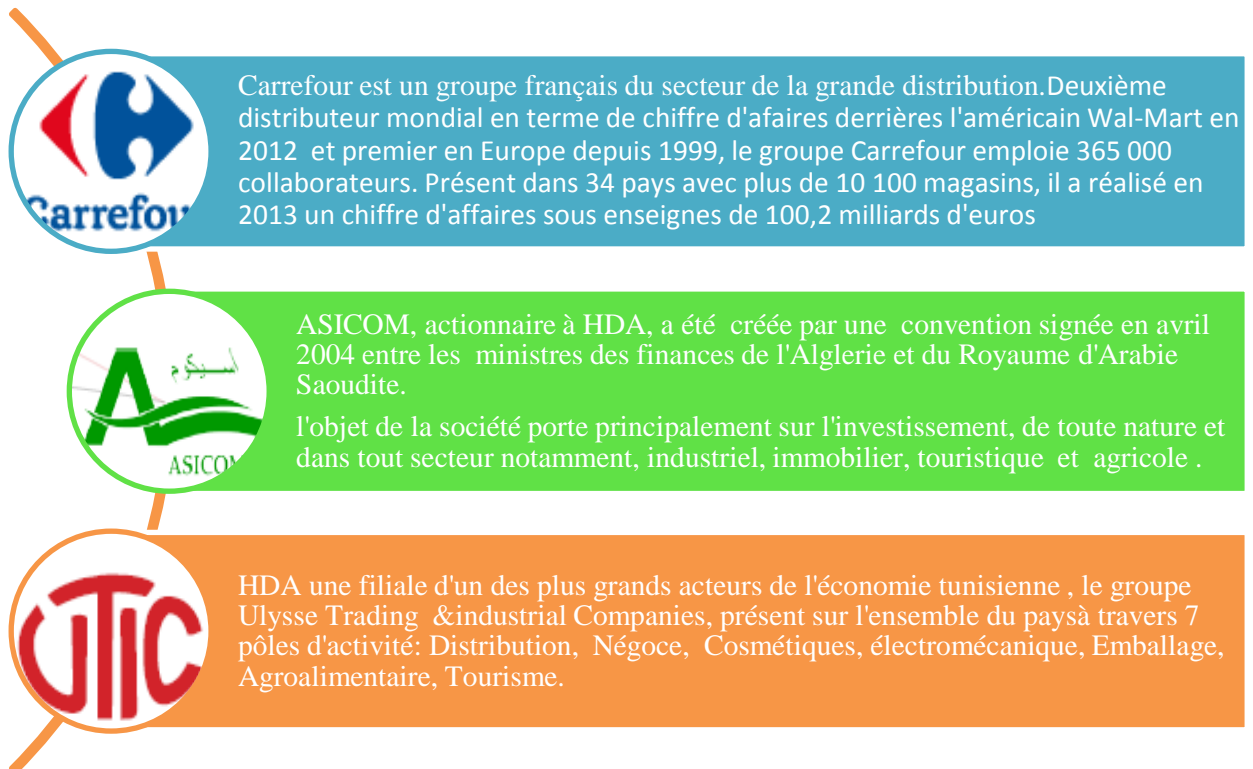 Carrefour
Carrefour est un groupe français du secteur de la grande distribution.Deuxième
distributeur mondial en terme de chiffre d'afaires derrières l'américain Wal-Mart en
2012 et premier en Europe depuis 1999, le groupe Carrefour emploie 365 000
collaborateurs. Présent dans 34 pays avec plus de 10 100 magasins, il a réalisé en
2013 un chiffre d'affaires sous enseignes de 100,2 milliards d'euros
أسيكوم
ASICOM
ASICOM, actionnaire à HDA, a été créée par une convention signée en avril
2004 entre les ministres des finances de l'Alglerie et du Royaume d'Arabie
Saoudite.
l'objet de la société porte principalement sur l'investissement, de toute nature et
dans tout secteur notamment, industriel, immobilier, touristique et agricole .
UTIC
HDA une filiale d'un des plus grands acteurs de l'économie tunisienne , le groupe
Ulysse Trading &industrial Companies, présent sur l'ensemble du paysà travers 7
pôles d'activité: Distribution, Négoce, Cosmétiques, électromécanique, Emballage,
Agroalimentaire, Tourisme.